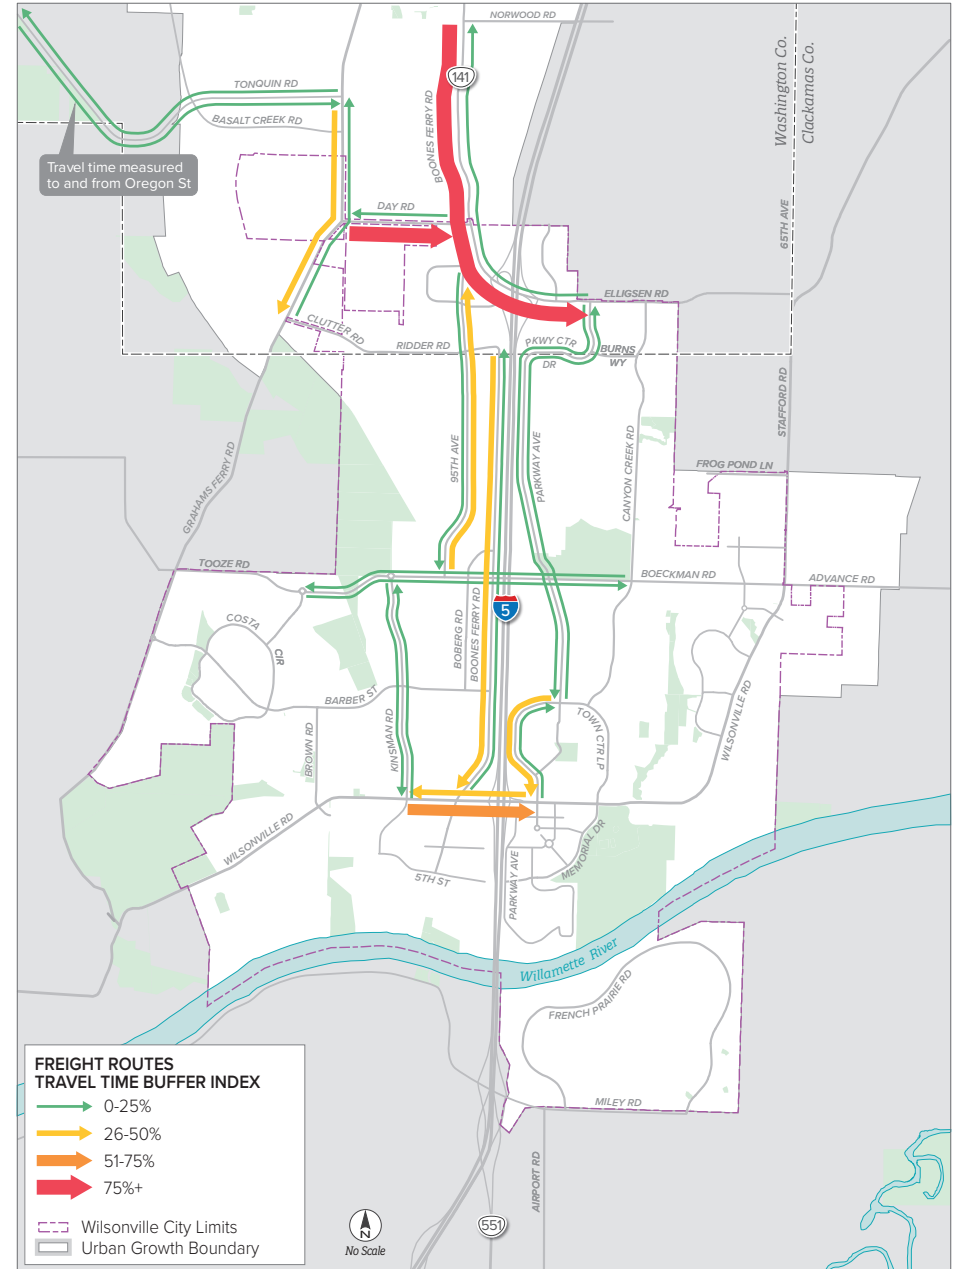 NORWOOD RD
141
TONQUIN RD
BASALT CREEK RD
BOONES FERRY RD
Washington Co.
Clackamas Co.
Travel time measured
to and from Oregon St
DAY RD
65TH AVE
ELLIGSEN RD
CLUTTER RD
RIDDER RD
PKWY CTR
DR
BURNS
WY
STAFFORD RD
GRAHAMS FERRY RD
95TH AVE
PARKWAY AVE
CANYON CREEK RD
FROG POND LN
TOOZE RD
BOECKMAN RD
ADVANCE RD
5
COSTA
CIR
BOBERG RD
BOONES FERRY RD
BARBER ST
KINSMAN RD
BROWN RD
TOWN CTR LP
WILSONVILLE RD
WILSONVILLE RD
5TH ST
PARKWAY AVE
MEMORIAL DR
Willamette River
FRENCH PRAIRIE RD
MILEY RD
AIRPORT RD
551
FREIGHT ROUTES
TRAVEL TIME BUFFER INDEX
0-25%
26-50%
51-75%
75%+
Wilsonville City Limits
Urban Growth Boundary
N
No Scale